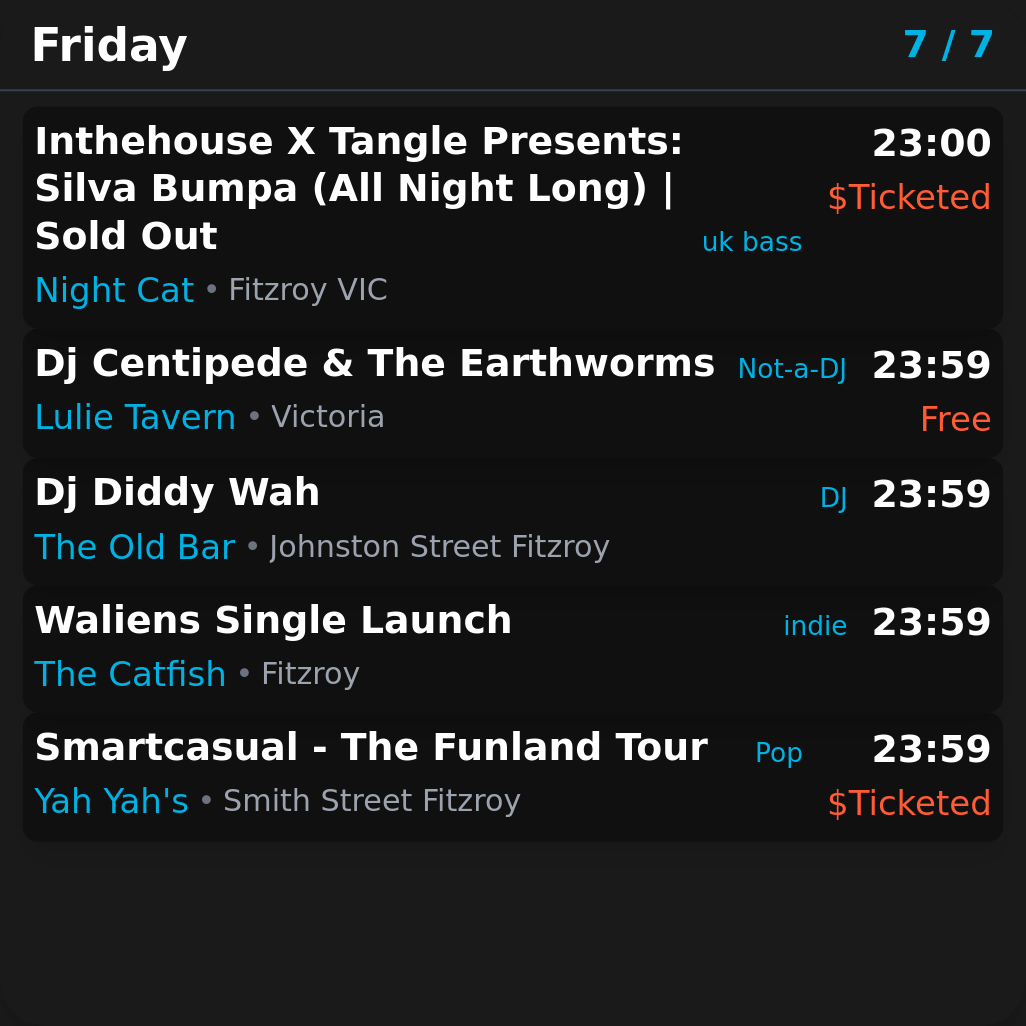 Friday 7 / 7
Inthehouse X Tangle Presents: 23:00
Silva Bumpa (All Night Long) | $Ticketed
Sold Out uk bass
Night Cat • Fitzroy VIC
Dj Centipede & The Earthworms Not-a-DJ 23:59
Lulie Tavern • Victoria Free
Dj Diddy Wah DJ 23:59
The Old Bar • Johnston Street Fitzroy
Waliens Single Launch indie 23:59
The Catfish • Fitzroy
Smartcasual - The Funland Tour Pop 23:59
Yah Yah's • Smith Street Fitzroy $Ticketed